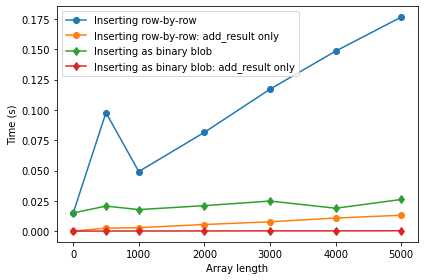 Inserting row-by-row
Inserting row-by-row: add_result only
Inserting as binary blob
Inserting as binary blob: add_result only
0.175
0.150
0.125
0.100
0.075
0.050
0.025
0.000
Time (s)
0 1000 2000 3000 4000 5000
Array length